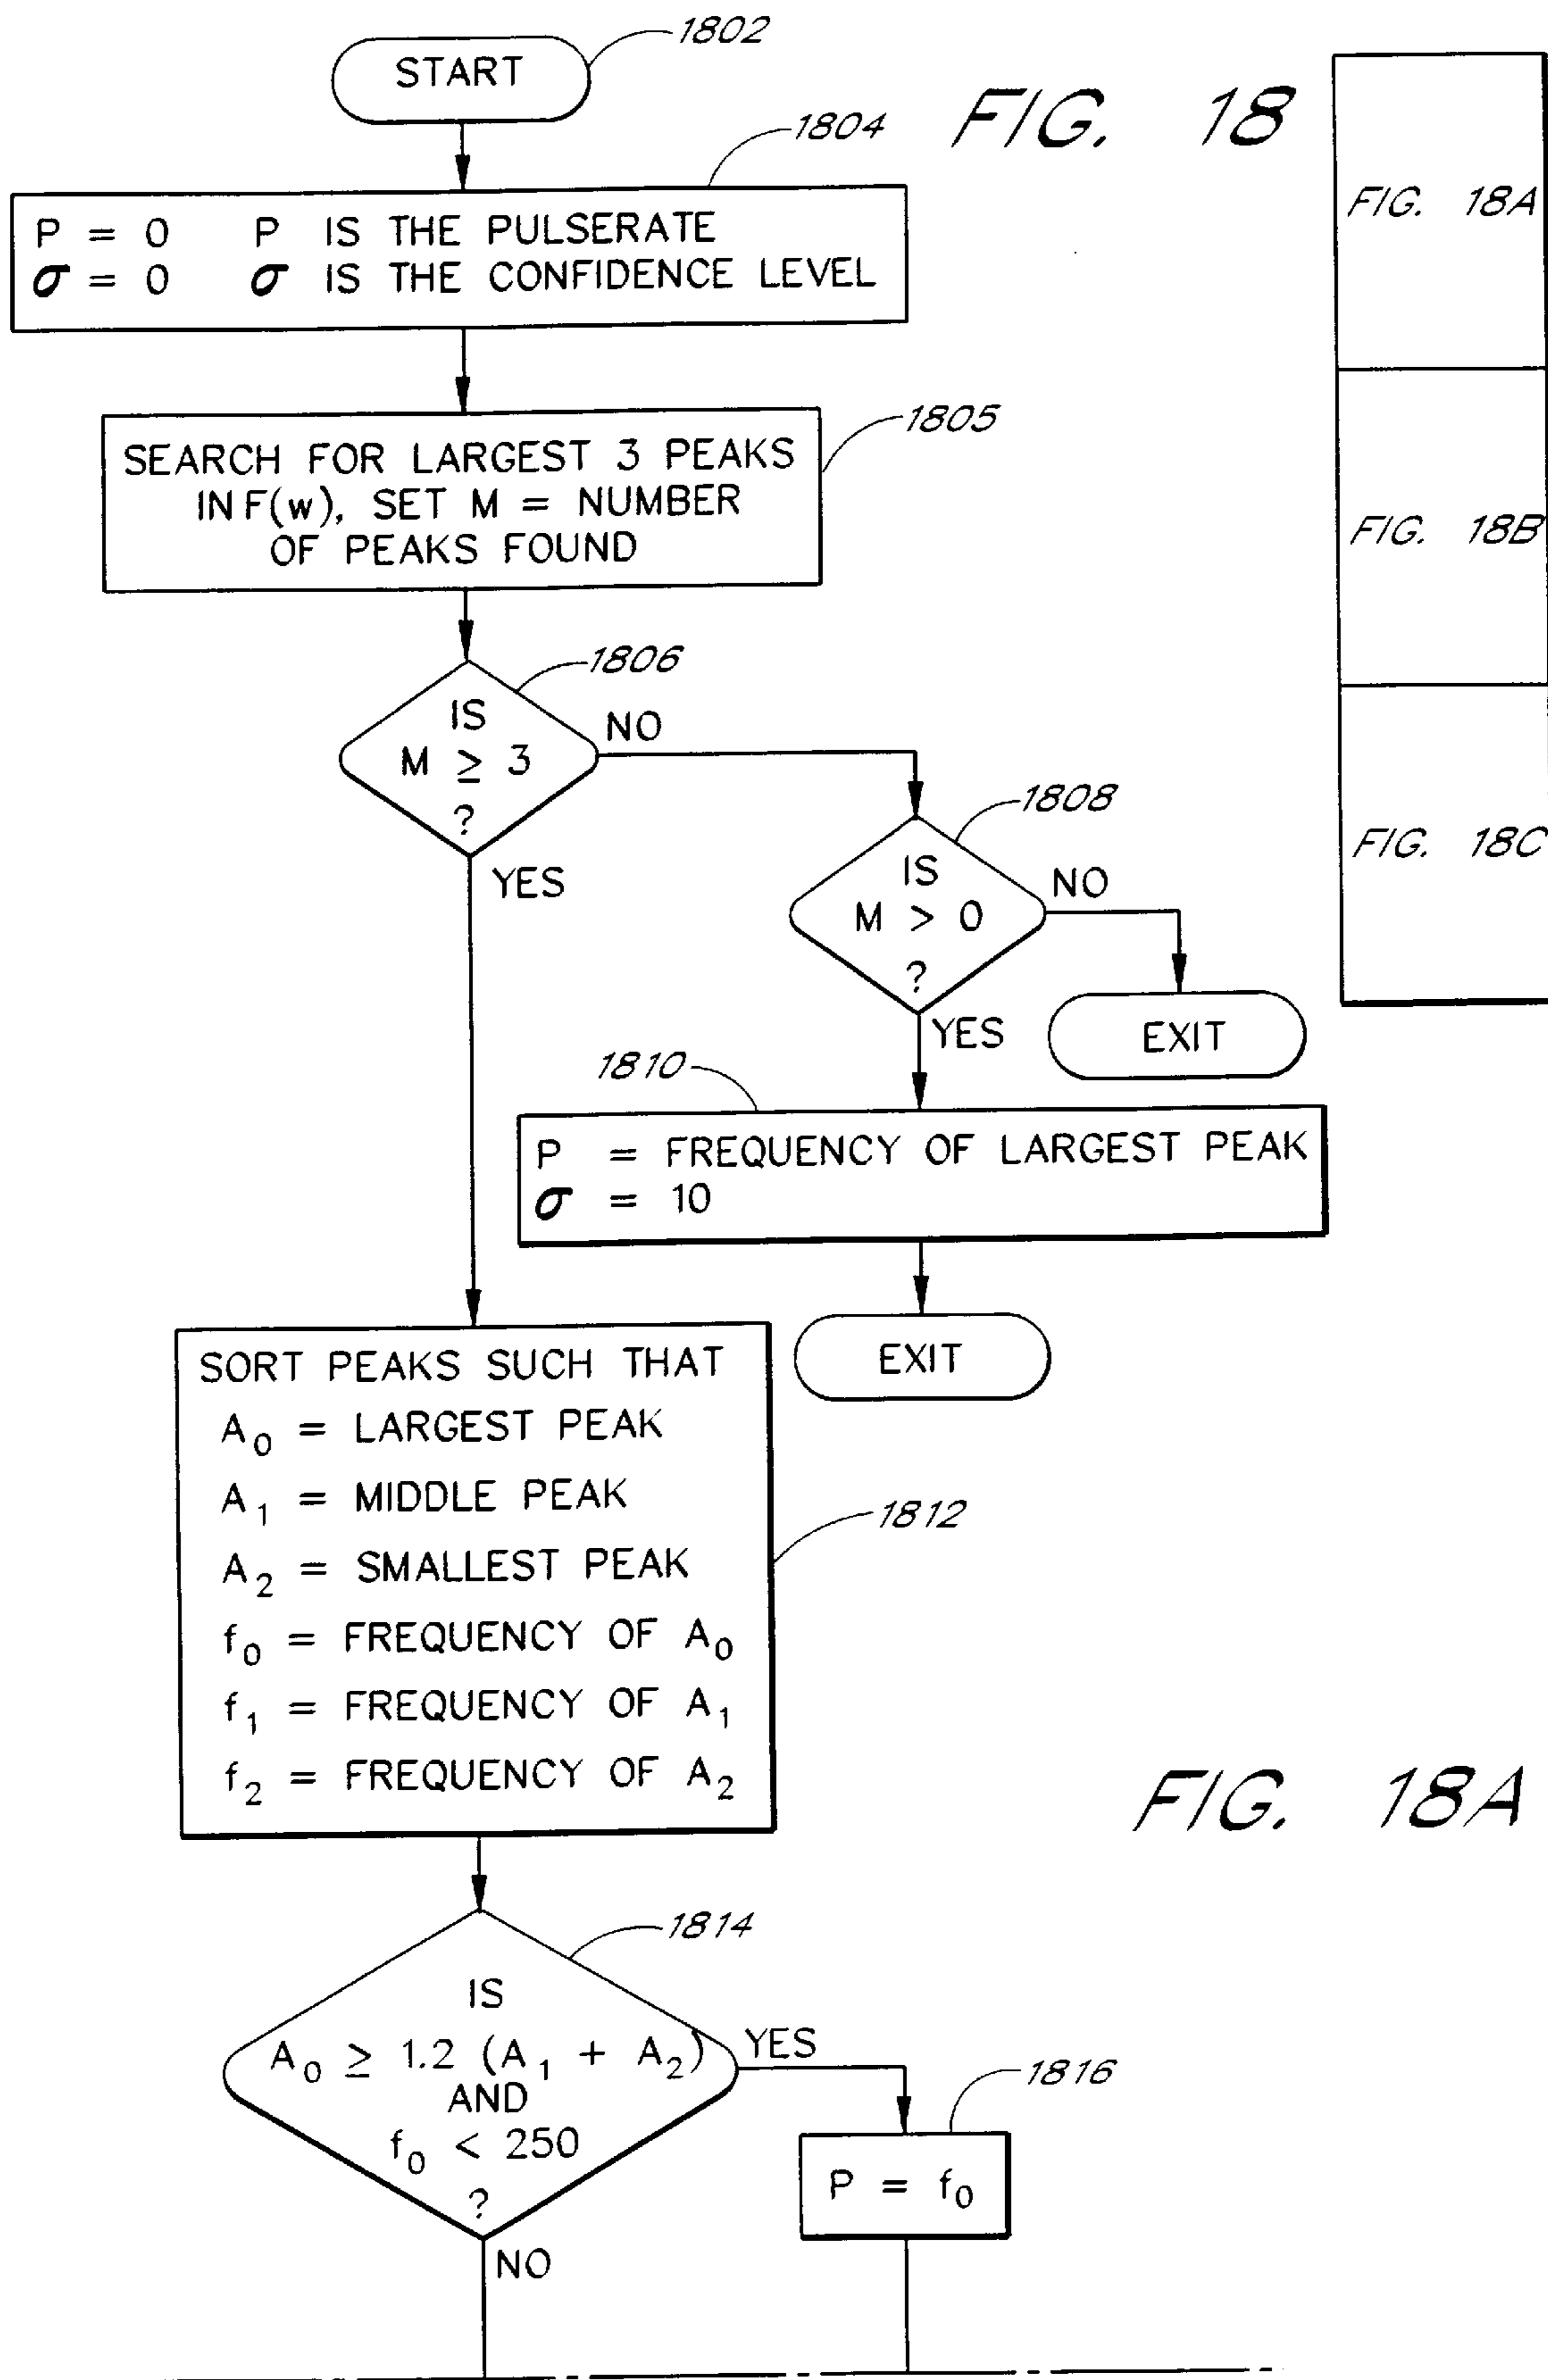 1802
START
FIG. 18
1804
P = 0 P IS THE PULSERATE
σ = 0 σ IS THE CONFIDENCE LEVEL
FIG. 18A
FIG. 18B
FIG. 18C
1805
SEARCH FOR LARGEST 3 PEAKS
IN F(w), SET M = NUMBER
OF PEAKS FOUND
1806
IS
M ≥ 3
?
NO
YES
1808
IS
M > 0
?
NO
EXIT
YES
1810
P = FREQUENCY OF LARGEST PEAK
σ = 10
EXIT
SORT PEAKS SUCH THAT
A₀ = LARGEST PEAK
A₁ = MIDDLE PEAK
A₂ = SMALLEST PEAK
f₀ = FREQUENCY OF A₀
f₁ = FREQUENCY OF A₁
f₂ = FREQUENCY OF A₂
1812
FIG. 18A
1814
IS
A₀ ≥ 1.2 (A₁ + A₂)
AND
f₀ < 250
?
YES
1816
P = f₀
NO